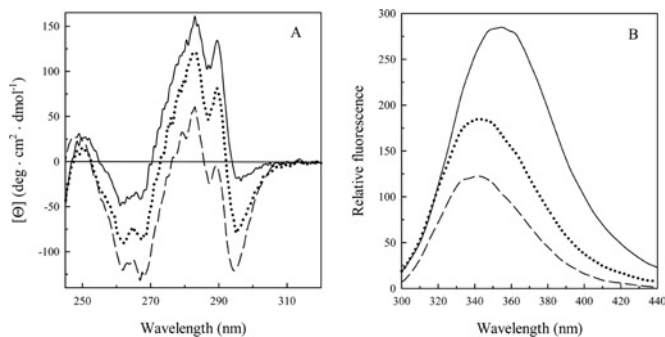 A
150
100
50
0
-50
-100
250 270 290 310
[Θ] (deg · cm² · dmol⁻¹)
Wavelength (nm)
B
300
250
200
150
100
50
0
300 320 340 360 380 400 420 440
Relative fluorescence
Wavelength (nm)